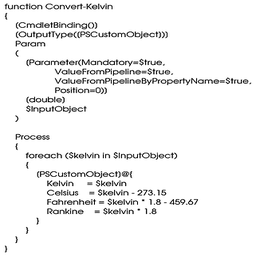 function Convert-Kelvin
{
    [CmdletBinding()]
    [OutputType([PSCustomObject])]
    Param
    (
        [Parameter(Mandatory=$true,
                ValueFromPipeline=$true,
                ValueFromPipelineByPropertyName=$true,
                Position=0)]
        [double]
        $InputObject
    )

    Process
    {
        foreach ($kelvin in $InputObject)
        {
            [PSCustomObject]@{
                Kelvin     = $kelvin
                Celsius    = $kelvin - 273.15
                Fahrenheit = $kelvin * 1.8 - 459.67
                Rankine    = $kelvin * 1.8
            }
        }
    }
}